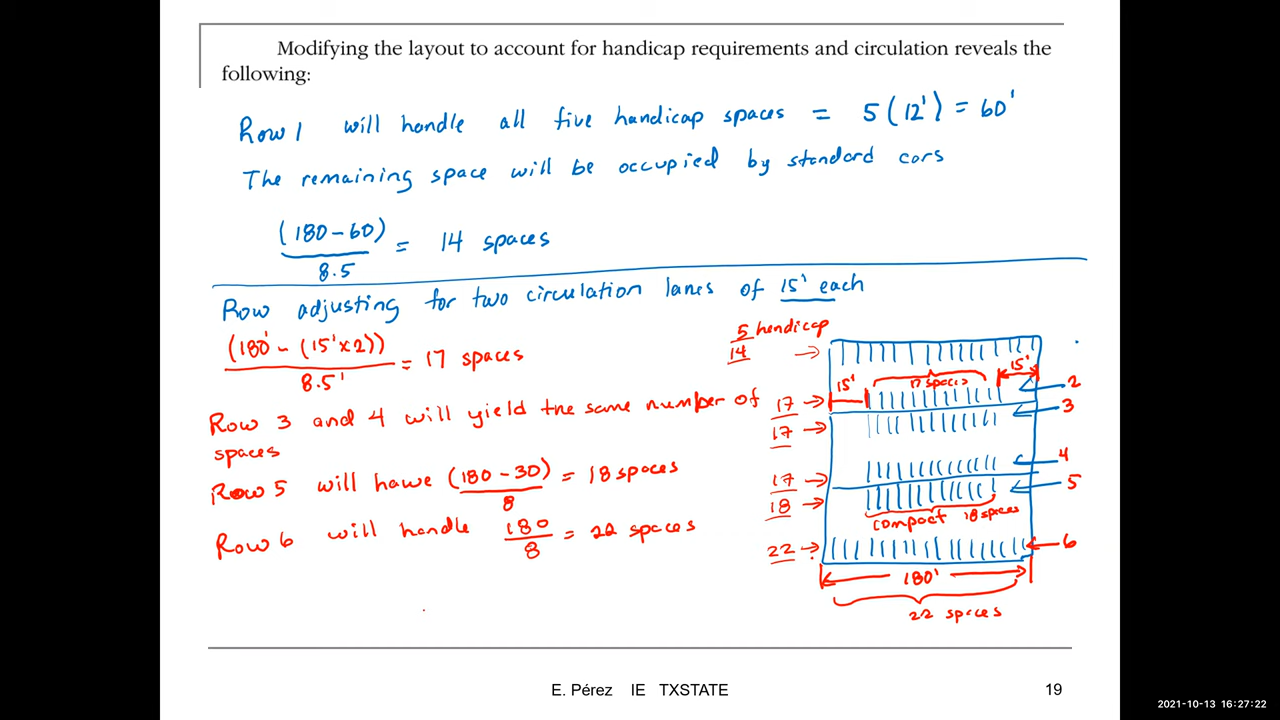 Modifying the layout to account for handicap requirements and circulation reveals the
following:
Row 1 will handle all five handicap spaces = 5(12') = 60'
The remaining space will be occupied by standard cars
(180-60)
8.5
= 14 spaces
Row adjusting for two circulation lanes of 15' each
(180' - (15'x2))
8.5'
= 17 spaces
Row 3 and 4 will yield the same number of
spaces
Row 5 will hawe (180-30)
8
= 18 spaces
Row 6 will handle 180
8
= 22 spaces
5 handicap
14
15'
17 spaces
15'
2
17
3
17
4
17
5
18
compact 18 spaces
22
6
180'
22 spaces
E. Pérez IE TXSTATE
19
2021-10-13 16:27:22